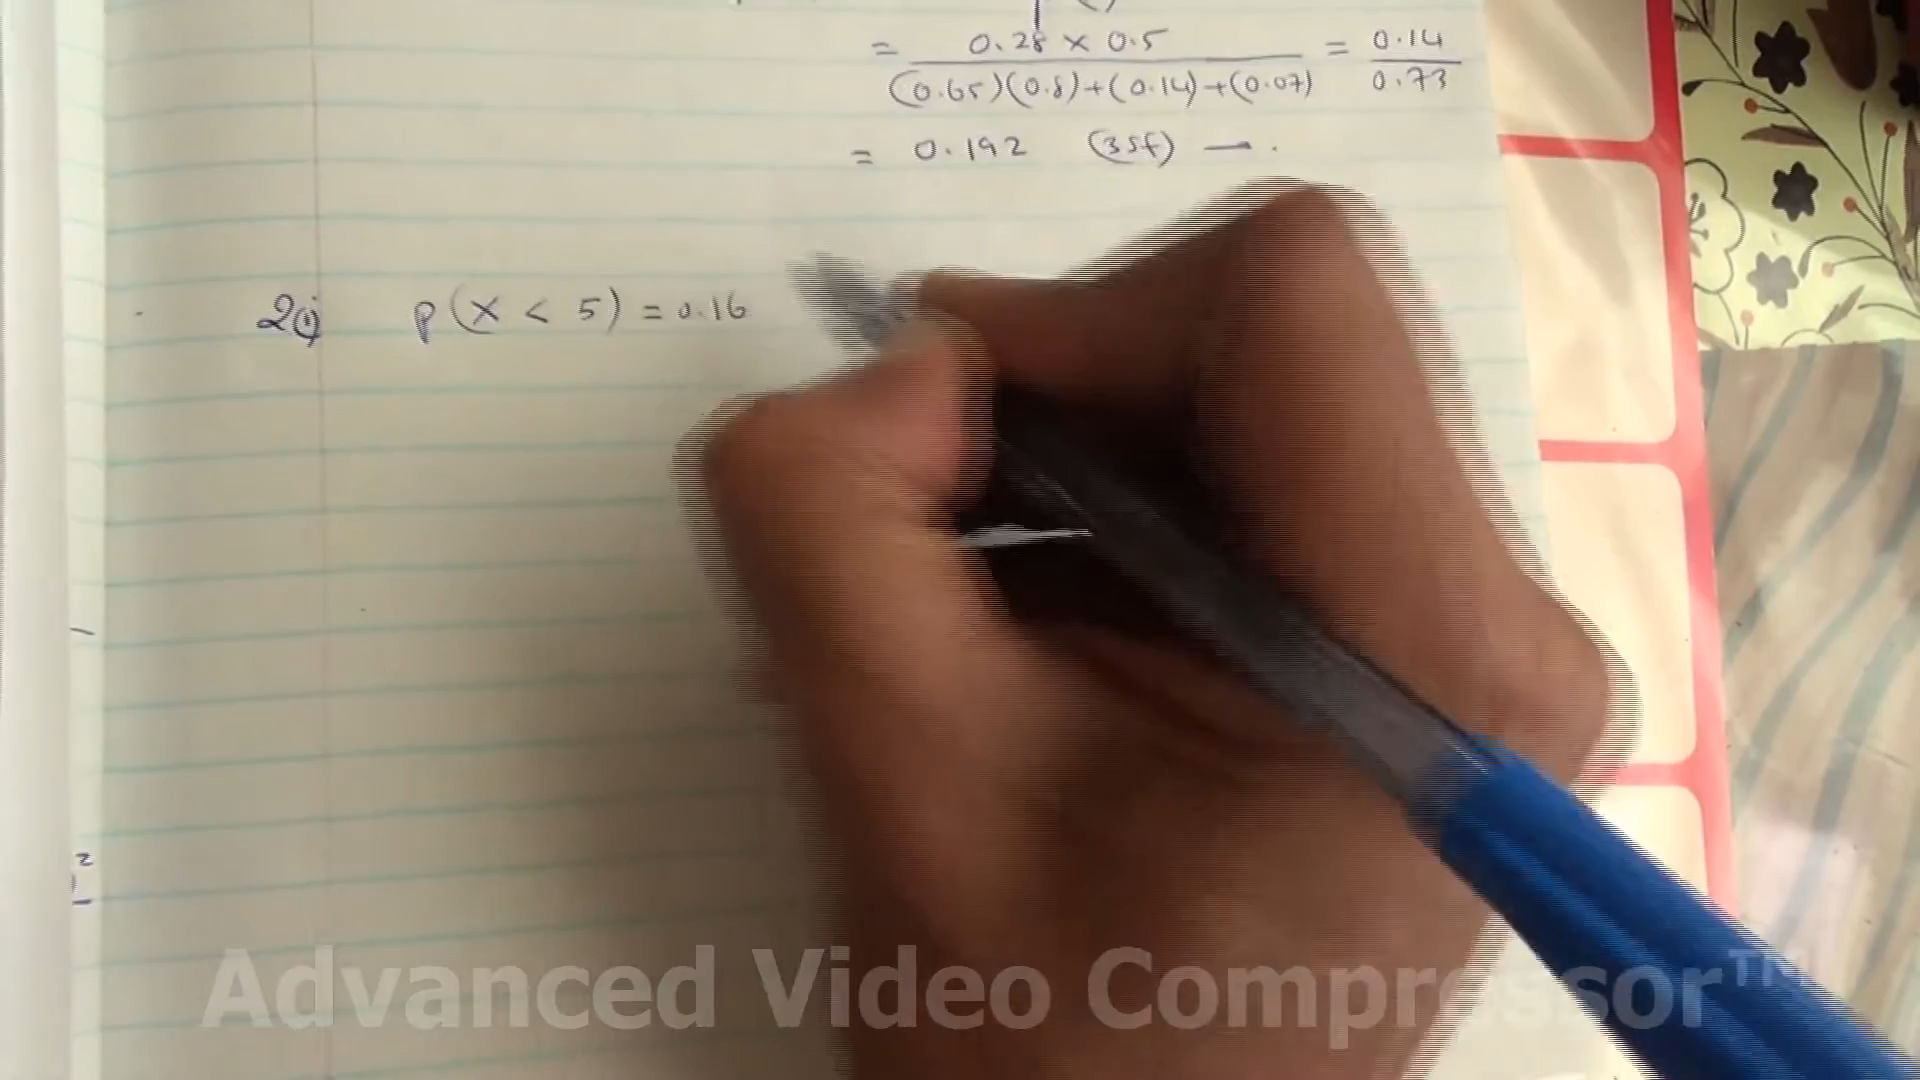 = 0.28 × 0.5 / (0.65)(0.8)+(0.14)+(0.07) = 0.14 / 0.73
= 0.192 (3sf) —.
2(i) P(X < 5) = 0.16
2
Advanced Video Compressor™